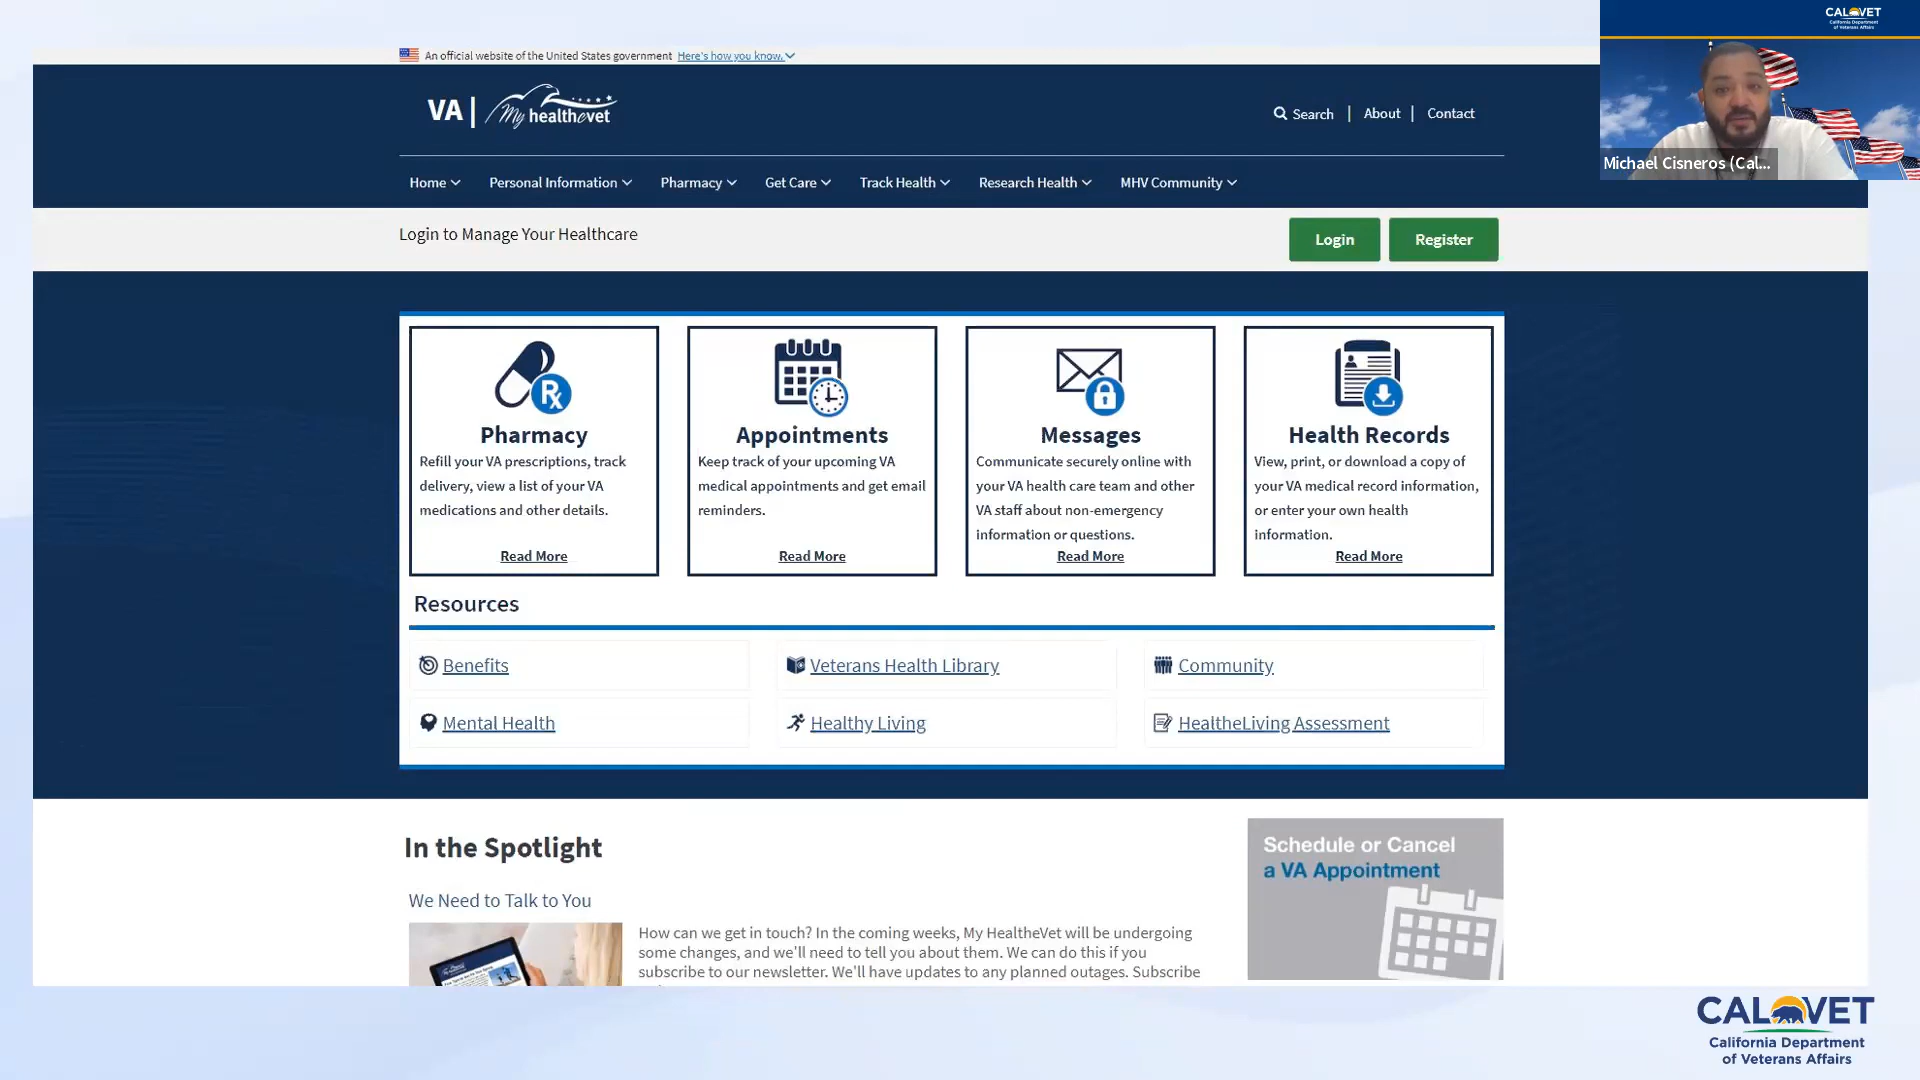 An official website of the United States government Here's how you know.
VA | My healthevet
Search | About | Contact
Home Personal Information Pharmacy Get Care Track Health Research Health MHV Community
Login to Manage Your Healthcare
Login
Register
CALVET
California Department
of Veterans Affairs
Michael Cisneros (Cal...
Pharmacy
Refill your VA prescriptions, track
delivery, view a list of your VA
medications and other details.
Read More
Appointments
Keep track of your upcoming VA
medical appointments and get email
reminders.
Read More
Messages
Communicate securely online with
your VA health care team and other
VA staff about non-emergency
information or questions.
Read More
Health Records
View, print, or download a copy of
your VA medical record information,
or enter your own health
information.
Read More
Resources
Benefits
Veterans Health Library
Community
Mental Health
Healthy Living
HealtheLiving Assessment
In the Spotlight
We Need to Talk to You
How can we get in touch? In the coming weeks, My HealtheVet will be undergoing
some changes, and we'll need to tell you about them. We can do this if you
subscribe to our newsletter. We'll have updates to any planned outages. Subscribe
Schedule or Cancel
a VA Appointment
CALVET
California Department
of Veterans Affairs